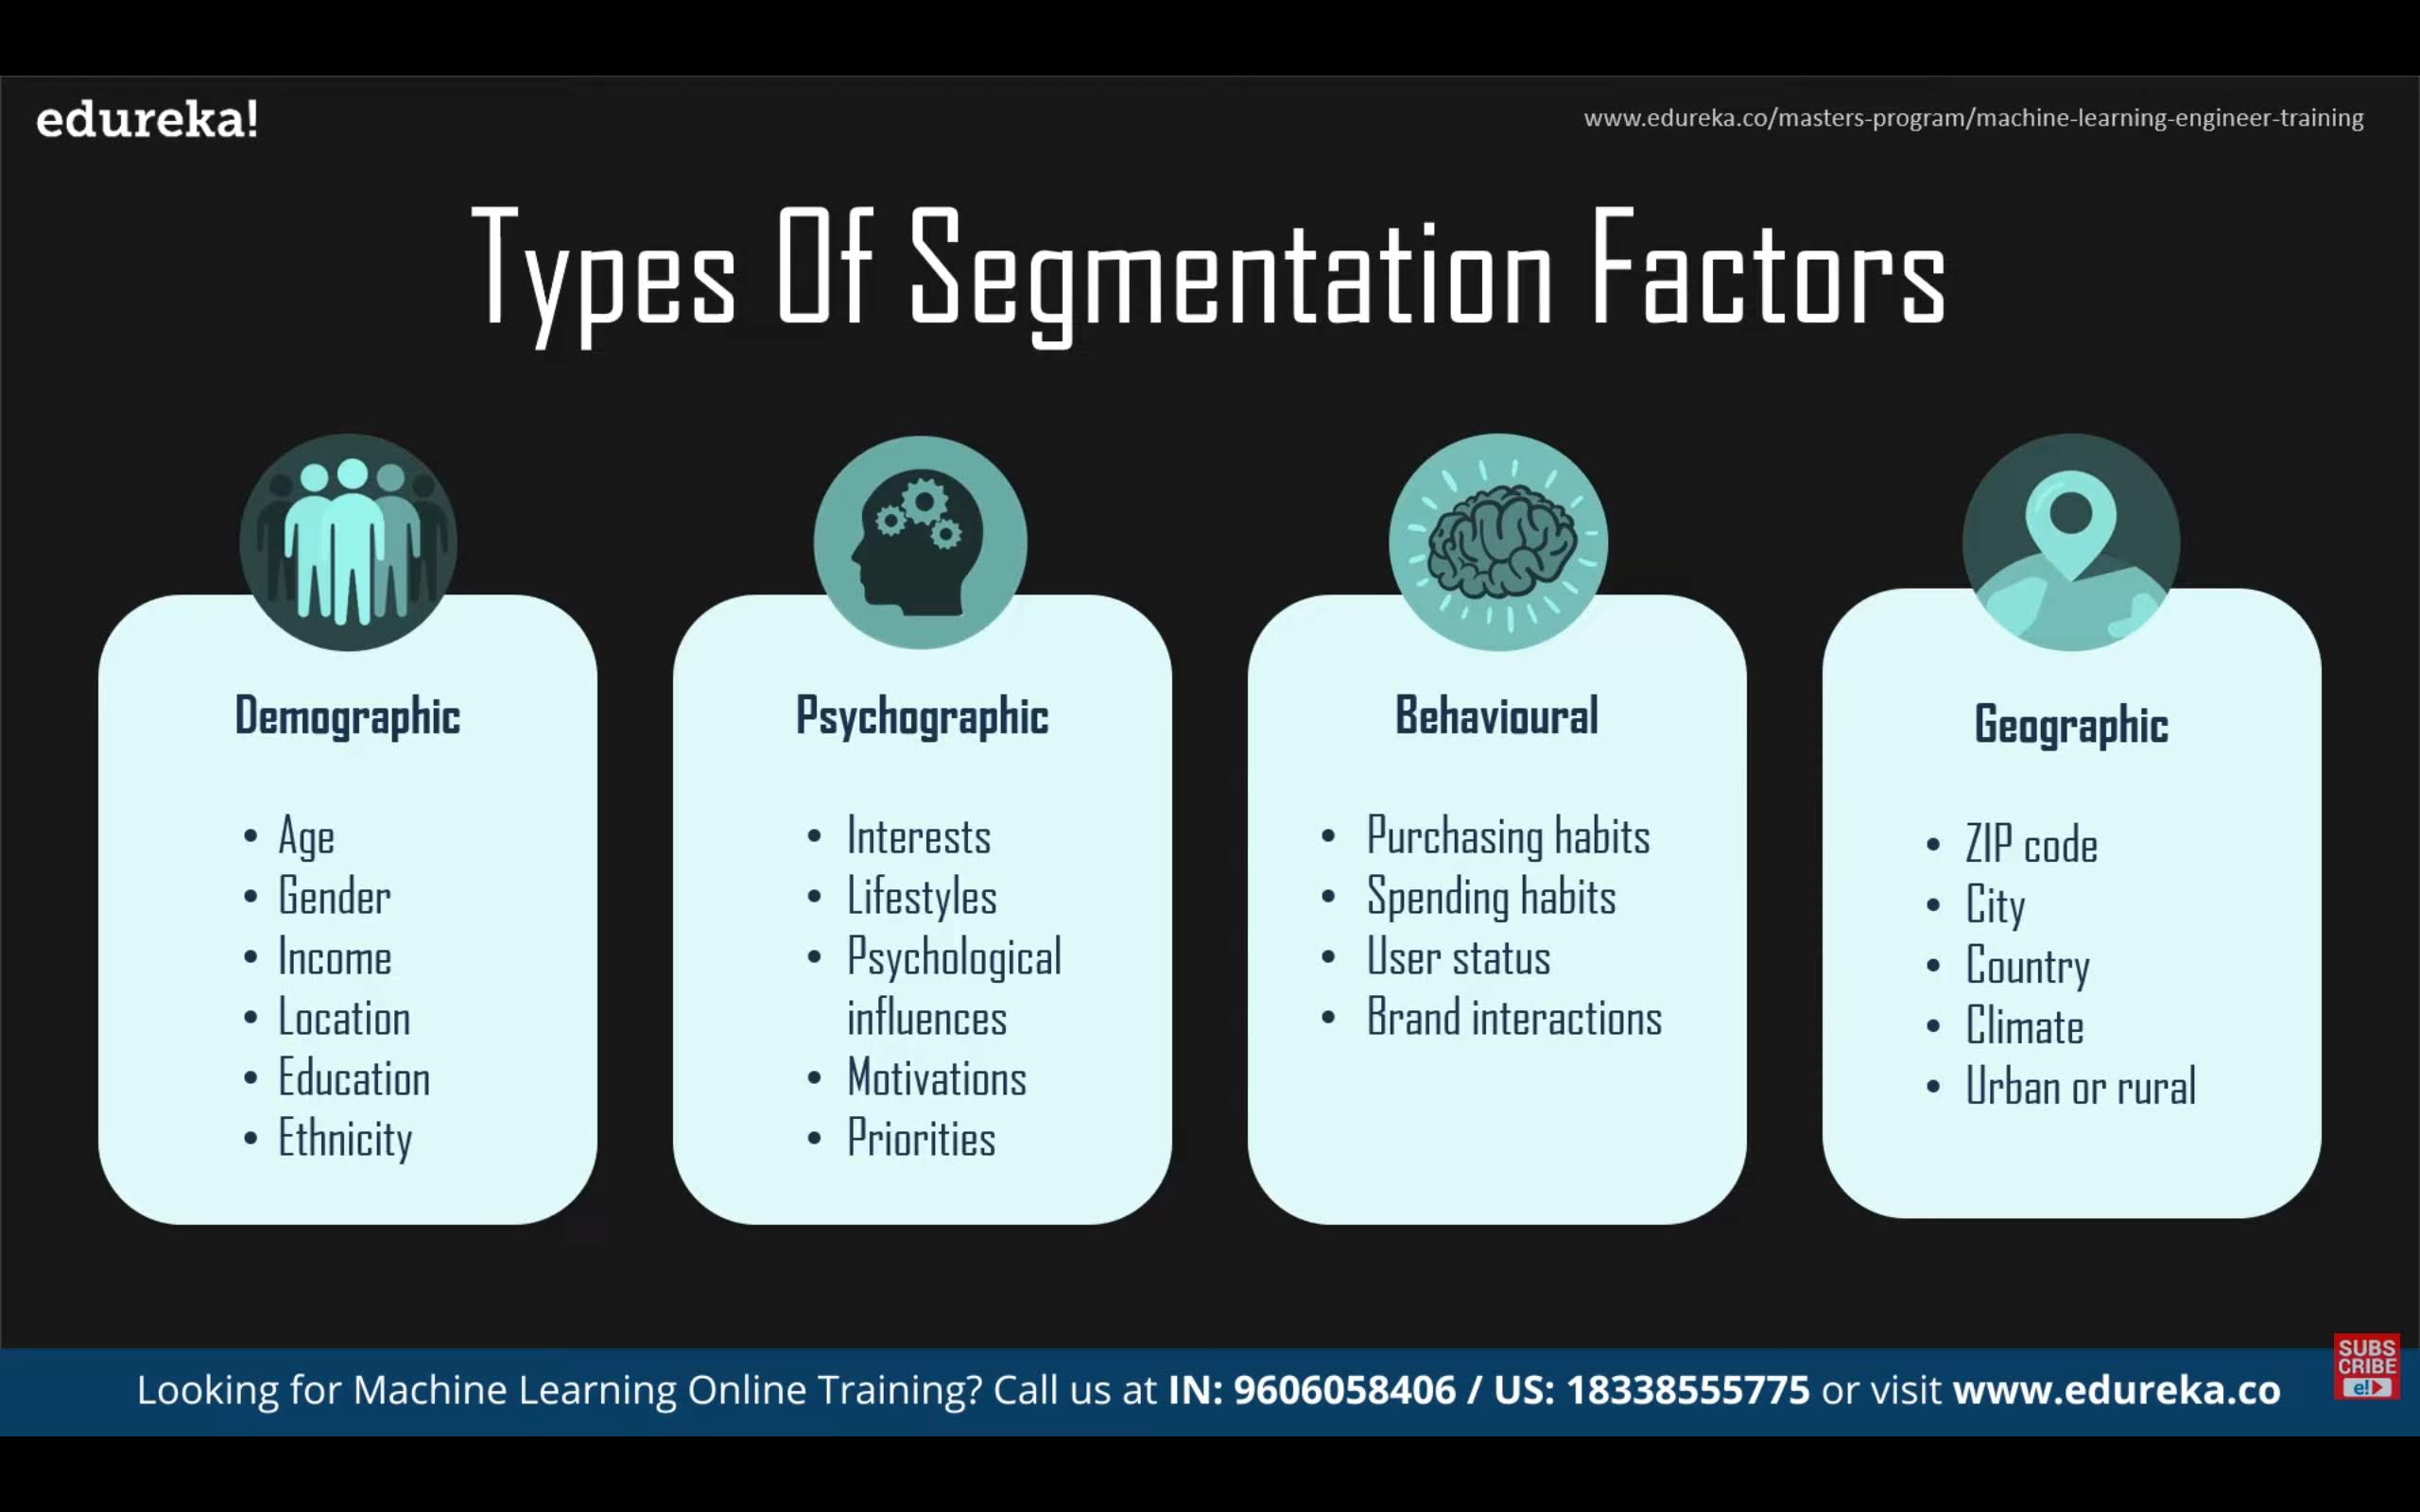 edureka!
www.edureka.co/masters-program/machine-learning-engineer-training
Types Of Segmentation Factors
Demographic
• Age
• Gender
• Income
• Location
• Education
• Ethnicity
Psychographic
• Interests
• Lifestyles
• Psychological
influences
• Motivations
• Priorities
Behavioural
• Purchasing habits
• Spending habits
• User status
• Brand interactions
Geographic
• ZIP code
• City
• Country
• Climate
• Urban or rural
Looking for Machine Learning Online Training? Call us at IN: 9606058406 / US: 18338555775 or visit www.edureka.co
SUBS
CRIBE
e!